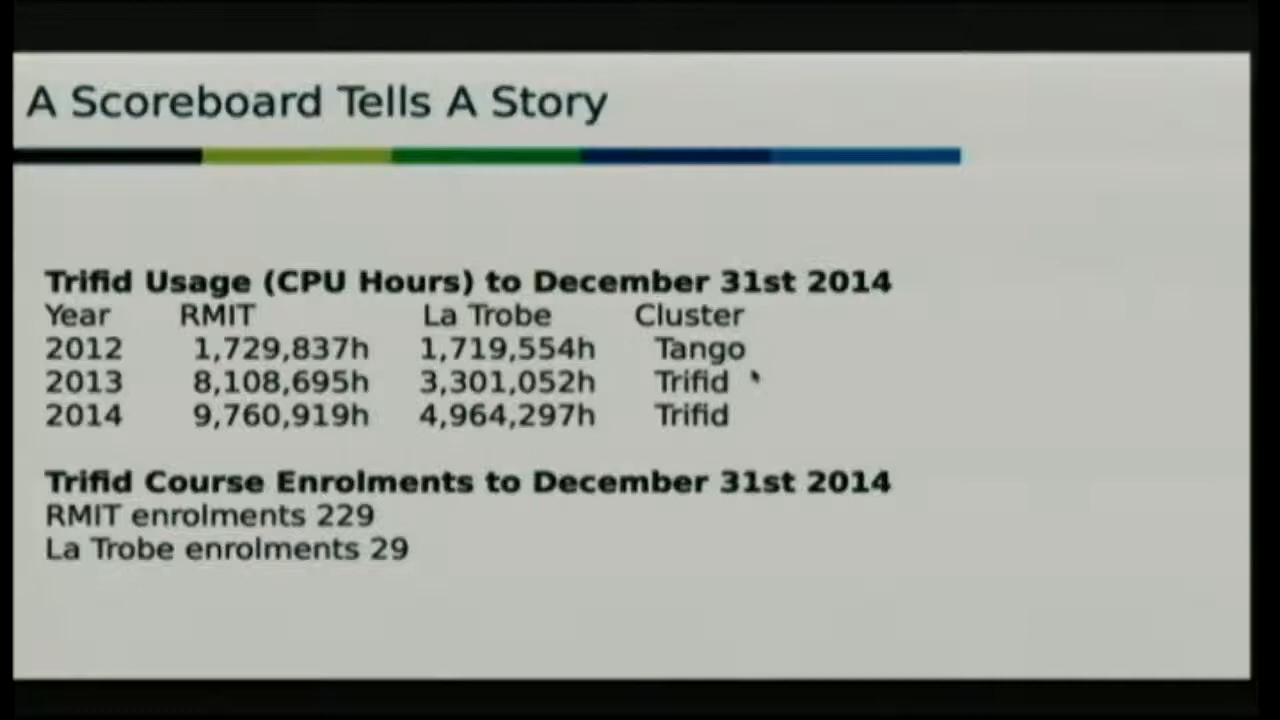 A Scoreboard Tells A Story
Trifid Usage (CPU Hours) to December 31st 2014
Year RMIT La Trobe Cluster
2012 1,729,837h 1,719,554h Tango
2013 8,108,695h 3,301,052h Trifid
2014 9,760,919h 4,964,297h Trifid
Trifid Course Enrolments to December 31st 2014
RMIT enrolments 229
La Trobe enrolments 29